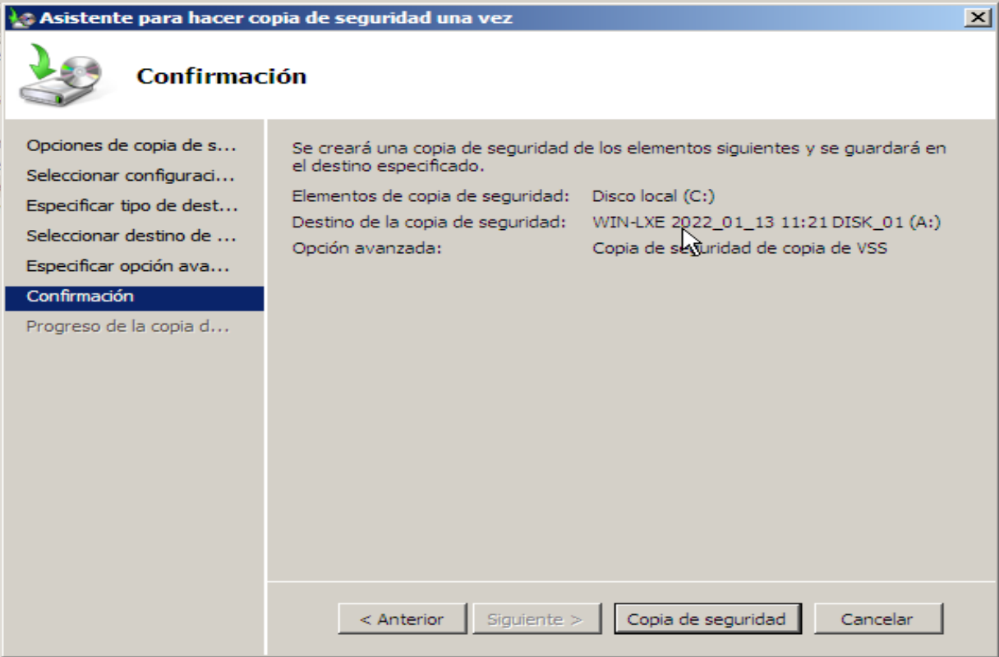 Asistente para hacer copia de seguridad una vez
Confirmación
Opciones de copia de s...
Seleccionar configuraci...
Especificar tipo de dest...
Seleccionar destino de ...
Especificar opción ava...
Confirmación
Progreso de la copia d...
Se creará una copia de seguridad de los elementos siguientes y se guardará en
el destino especificado.
Elementos de copia de seguridad: Disco local (C:)
Destino de la copia de seguridad: WIN-LXE 2022_01_13 11:21 DISK_01 (A:)
Opción avanzada: Copia de seguridad de copia de VSS
< Anterior Siguiente > Copia de seguridad Cancelar